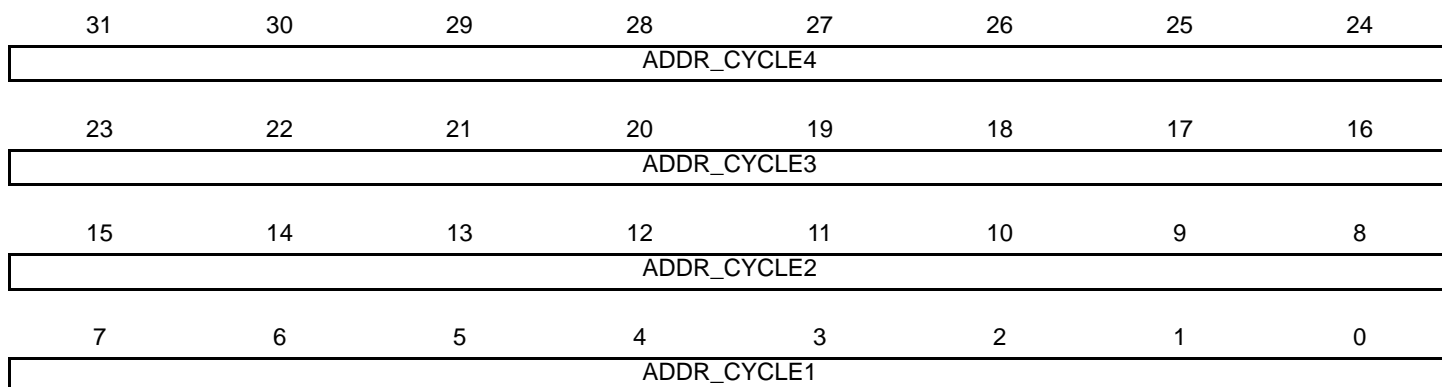 31 30 29 28 27 26 25 24
ADDR_CYCLE4
23 22 21 20 19 18 17 16
ADDR_CYCLE3
15 14 13 12 11 10 9 8
ADDR_CYCLE2
7 6 5 4 3 2 1 0
ADDR_CYCLE1